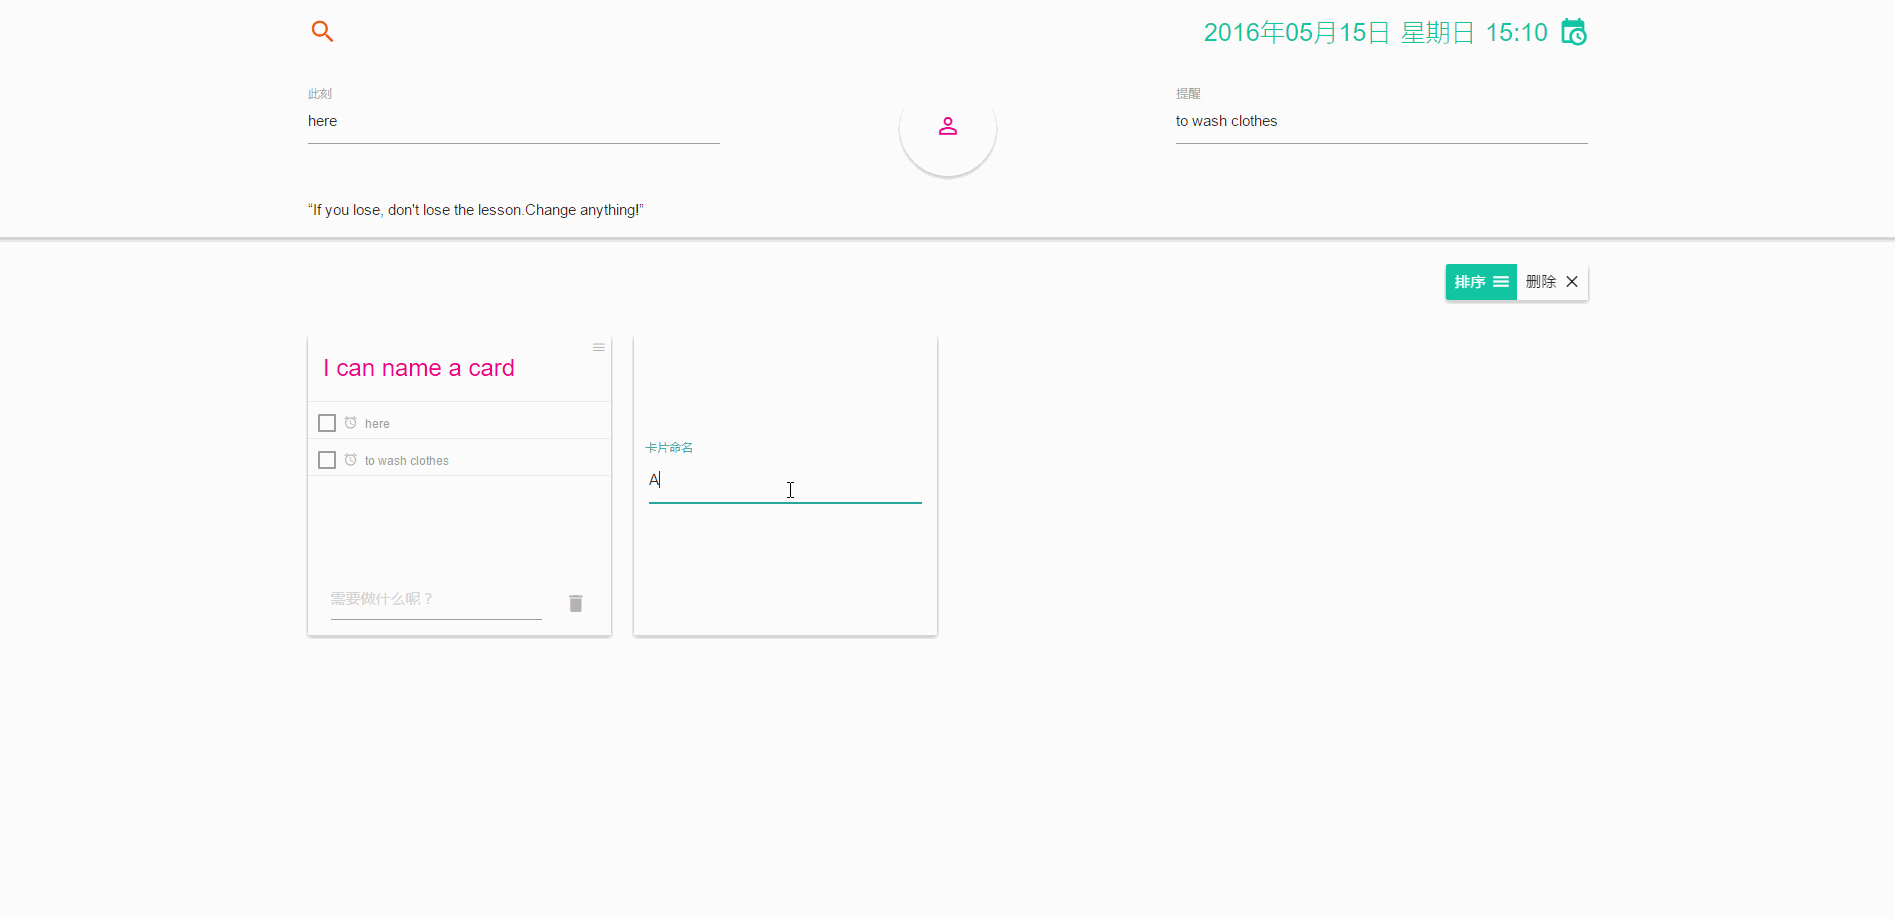 2016年05月15日 星期日 15:10
此刻
here
提醒
to wash clothes
“If you lose, don't lose the lesson.Change anything!”
排序
删除
I can name a card
here
to wash clothes
需要做什么呢？
卡片命名
A